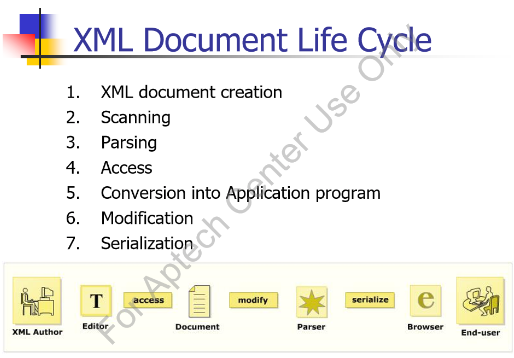 XML Document Life Cycle
1. XML document creation
2. Scanning
3. Parsing
4. Access
5. Conversion into Application program
6. Modification
7. Serialization
For Aptech Center Use Only
T access modify serialize e
XML Author Editor Document Parser Browser End-user